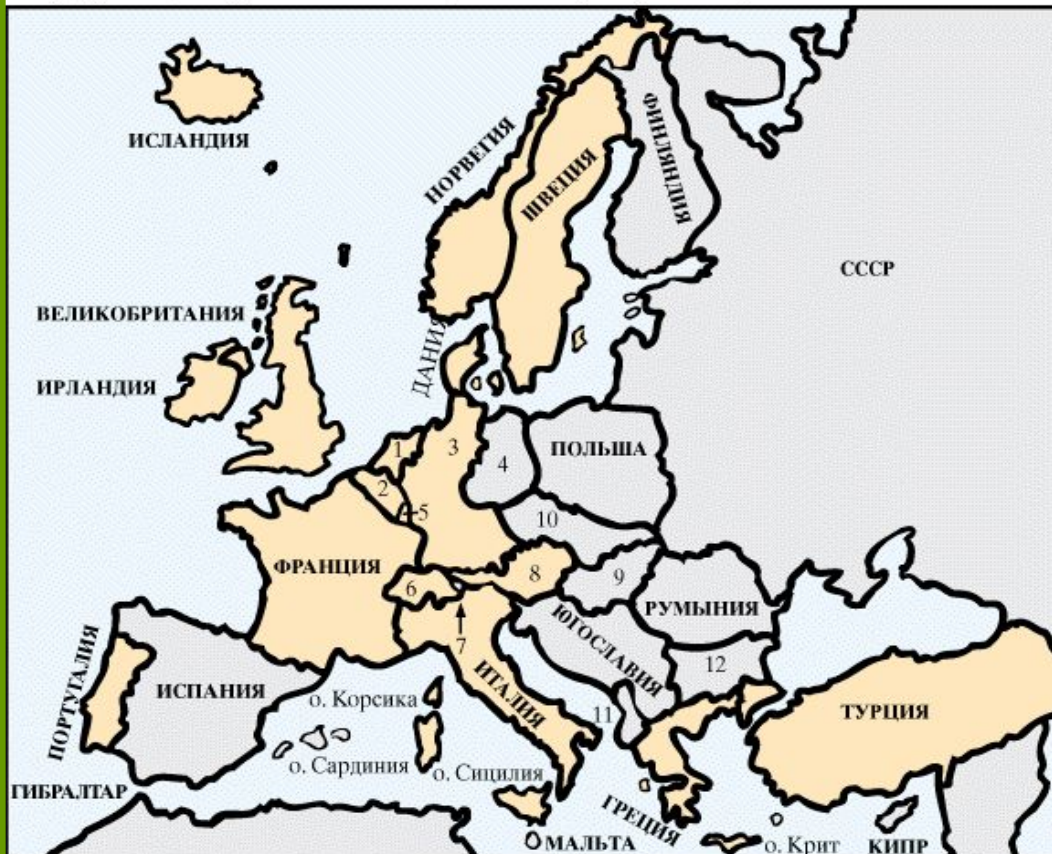 ИСЛАНДИЯ
НОРВЕГИЯ
ШВЕЦИЯ
ФИНЛЯНДИЯ
СССР
ВЕЛИКОБРИТАНИЯ
ИРЛАНДИЯ
ДАНИЯ
1
3
4
ПОЛЬША
2
5
10
ФРАНЦИЯ
6
8
9
РУМЫНИЯ
7
ЮГОСЛАВИЯ
12
ПОРТУГАЛИЯ
ИСПАНИЯ
о. Корсика
ИТАЛИЯ
11
ТУРЦИЯ
о. Сардиния
о. Сицилия
ГИБРАЛТАР
ГРЕЦИЯ
МАЛЬТА
о. Крит
КИПР